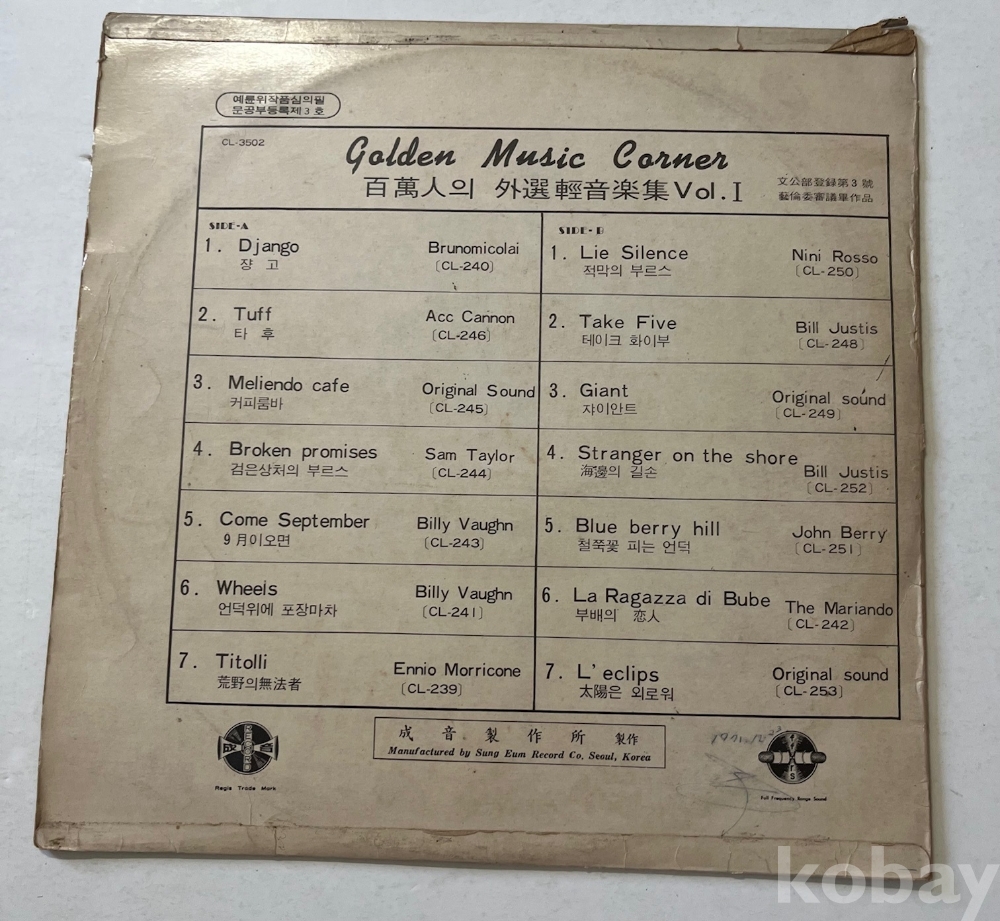 예륜위작품심의필
문공부등록제3호
CL-3502
Golden Music Corner
百萬人의 外選輕音楽集 Vol. I
文公部登録第3號
藝倫委審議畢作品
SIDE-A
1. Django Brunomicolai
쟝 고 (CL-240)
2. Tuff Acc Cannon
타 후 (CL-246)
3. Meliendo cafe Original Sound
커피룸바 (CL-245)
4. Broken promises Sam Taylor
검은상처의 부르스 (CL-244)
5. Come September Billy Vaughn
9月이오면 (CL-243)
6. Wheels Billy Vaughn
언덕위에 포장마차 (CL-241)
7. Titolli Ennio Morricone
荒野의無法者 (CL-239)
SIDE-B
1. Lie Silence Nini Rosso
적막의 부르스 (CL-250)
2. Take Five Bill Justis
테이크 화이부 (CL-248)
3. Giant Original sound
쟈이안트 (CL-249)
4. Stranger on the shore Bill Justis
海邊의 길손 (CL-252)
5. Blue berry hill John Berry
철쭉꽃 피는 언덕 (CL-251)
6. La Ragazza di Bube The Mariando
부배의 恋人 (CL-242)
7. L'eclips Original sound
太陽은 외로워 (CL-253)
成音
Regis Trade Mark
成音製作所 製作
Manufactured by Sung Eum Record Co, Seoul, Korea
Full Frequency Range Sound
kobay